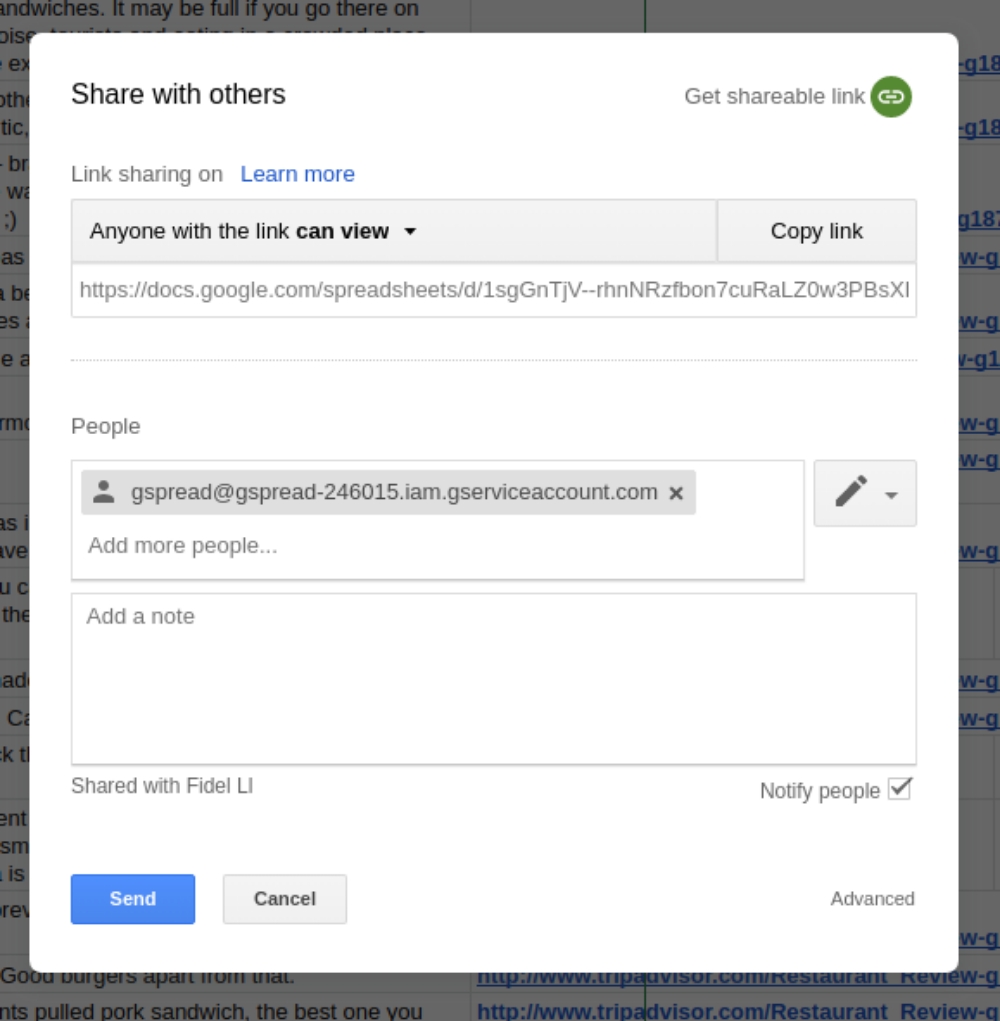 andwiches. It may be full if you go there on
Share with others
Get shareable link
Link sharing on Learn more
Anyone with the link can view
Copy link
https://docs.google.com/spreadsheets/d/1sgGnTjV--rhnNRzfbon7cuRaLZ0w3PBsXI
People
gspread@gspread-246015.iam.gserviceaccount.com ×
Add more people...
Add a note
Shared with Fidel LI
Notify people
Send
Cancel
Advanced
Good burgers apart from that.
http://www.tripadvisor.com/Restaurant_Review-g
nts pulled pork sandwich, the best one you
http://www.tripadvisor.com/Restaurant_Review-g